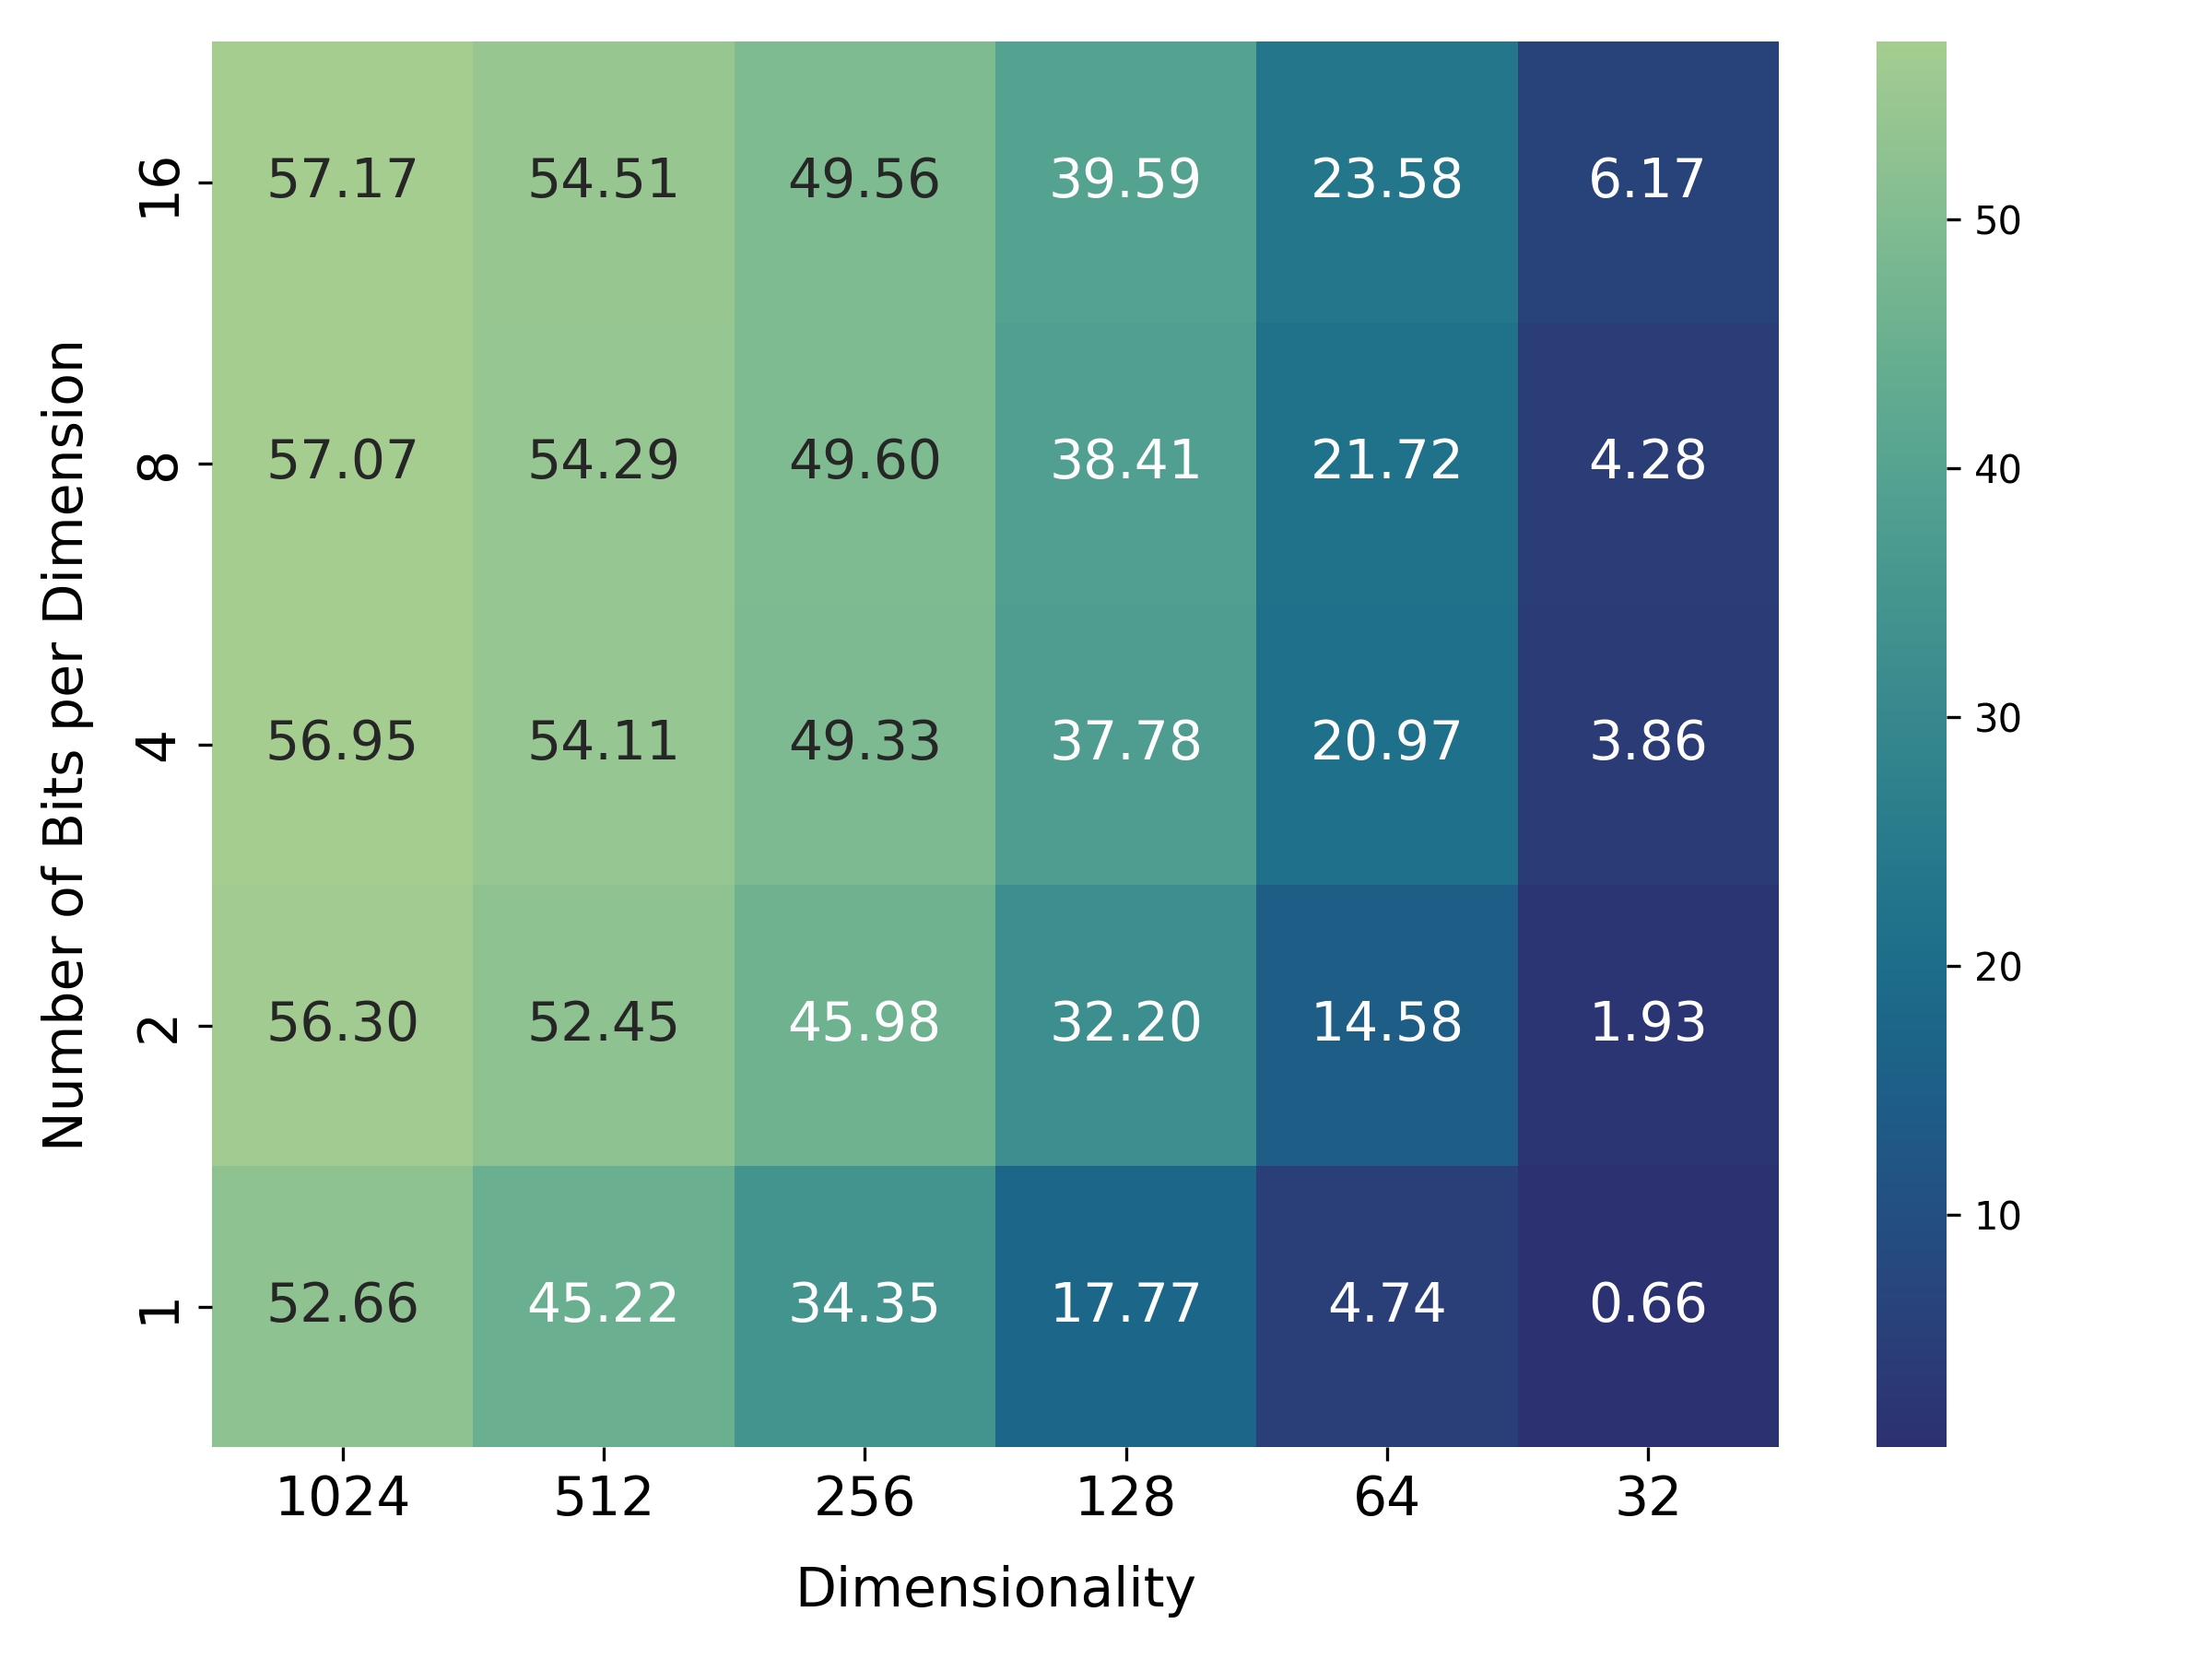 16 57.17 54.51 49.56 39.59 23.58 6.17
8 57.07 54.29 49.60 38.41 21.72 4.28
4 56.95 54.11 49.33 37.78 20.97 3.86
2 56.30 52.45 45.98 32.20 14.58 1.93
1 52.66 45.22 34.35 17.77 4.74 0.66
1024 512 256 128 64 32
Dimensionality
Number of Bits per Dimension
50
40
30
20
10